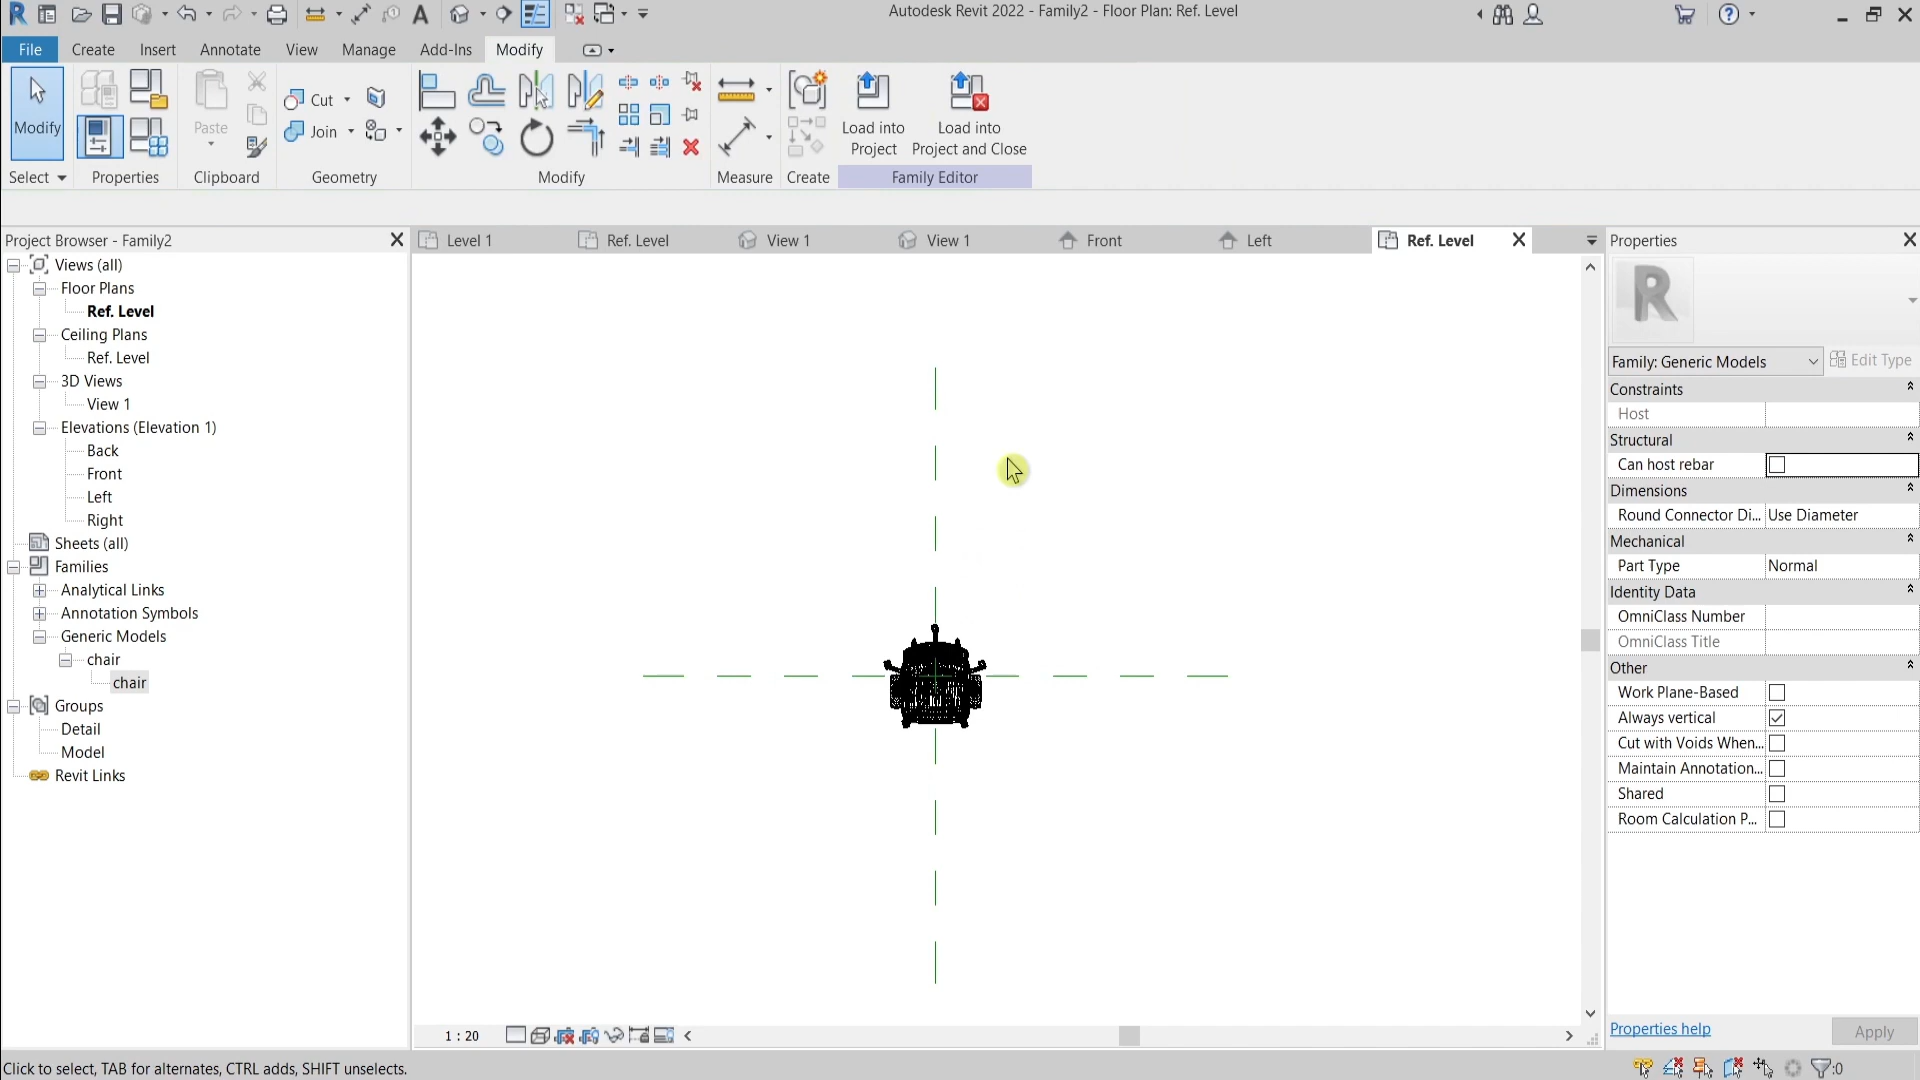 Autodesk Revit 2022 - Family2 - Floor Plan: Ref. Level
File
Create
Insert
Annotate
View
Manage
Add-Ins
Modify
Modify
Paste
Cut
Join
Load into
Project
Load into
Project and Close
Select
Properties
Clipboard
Geometry
Modify
Measure
Create
Family Editor
Project Browser - Family2
Views (all)
Floor Plans
Ref. Level
Ceiling Plans
Ref. Level
3D Views
View 1
Elevations (Elevation 1)
Back
Front
Left
Right
Sheets (all)
Families
Analytical Links
Annotation Symbols
Generic Models
chair
chair
Groups
Detail
Model
Revit Links
Level 1
Ref. Level
View 1
View 1
Front
Left
Ref. Level
1 : 20
Properties
R
Family: Generic Models
Edit Type
Constraints
Host
Structural
Can host rebar
Dimensions
Round Connector Di... Use Diameter
Mechanical
Part Type Normal
Identity Data
OmniClass Number
OmniClass Title
Other
Work Plane-Based
Always vertical
Cut with Voids When...
Maintain Annotation...
Shared
Room Calculation P...
Properties help
Apply
Click to select, TAB for alternates, CTRL adds, SHIFT unselects.
:0